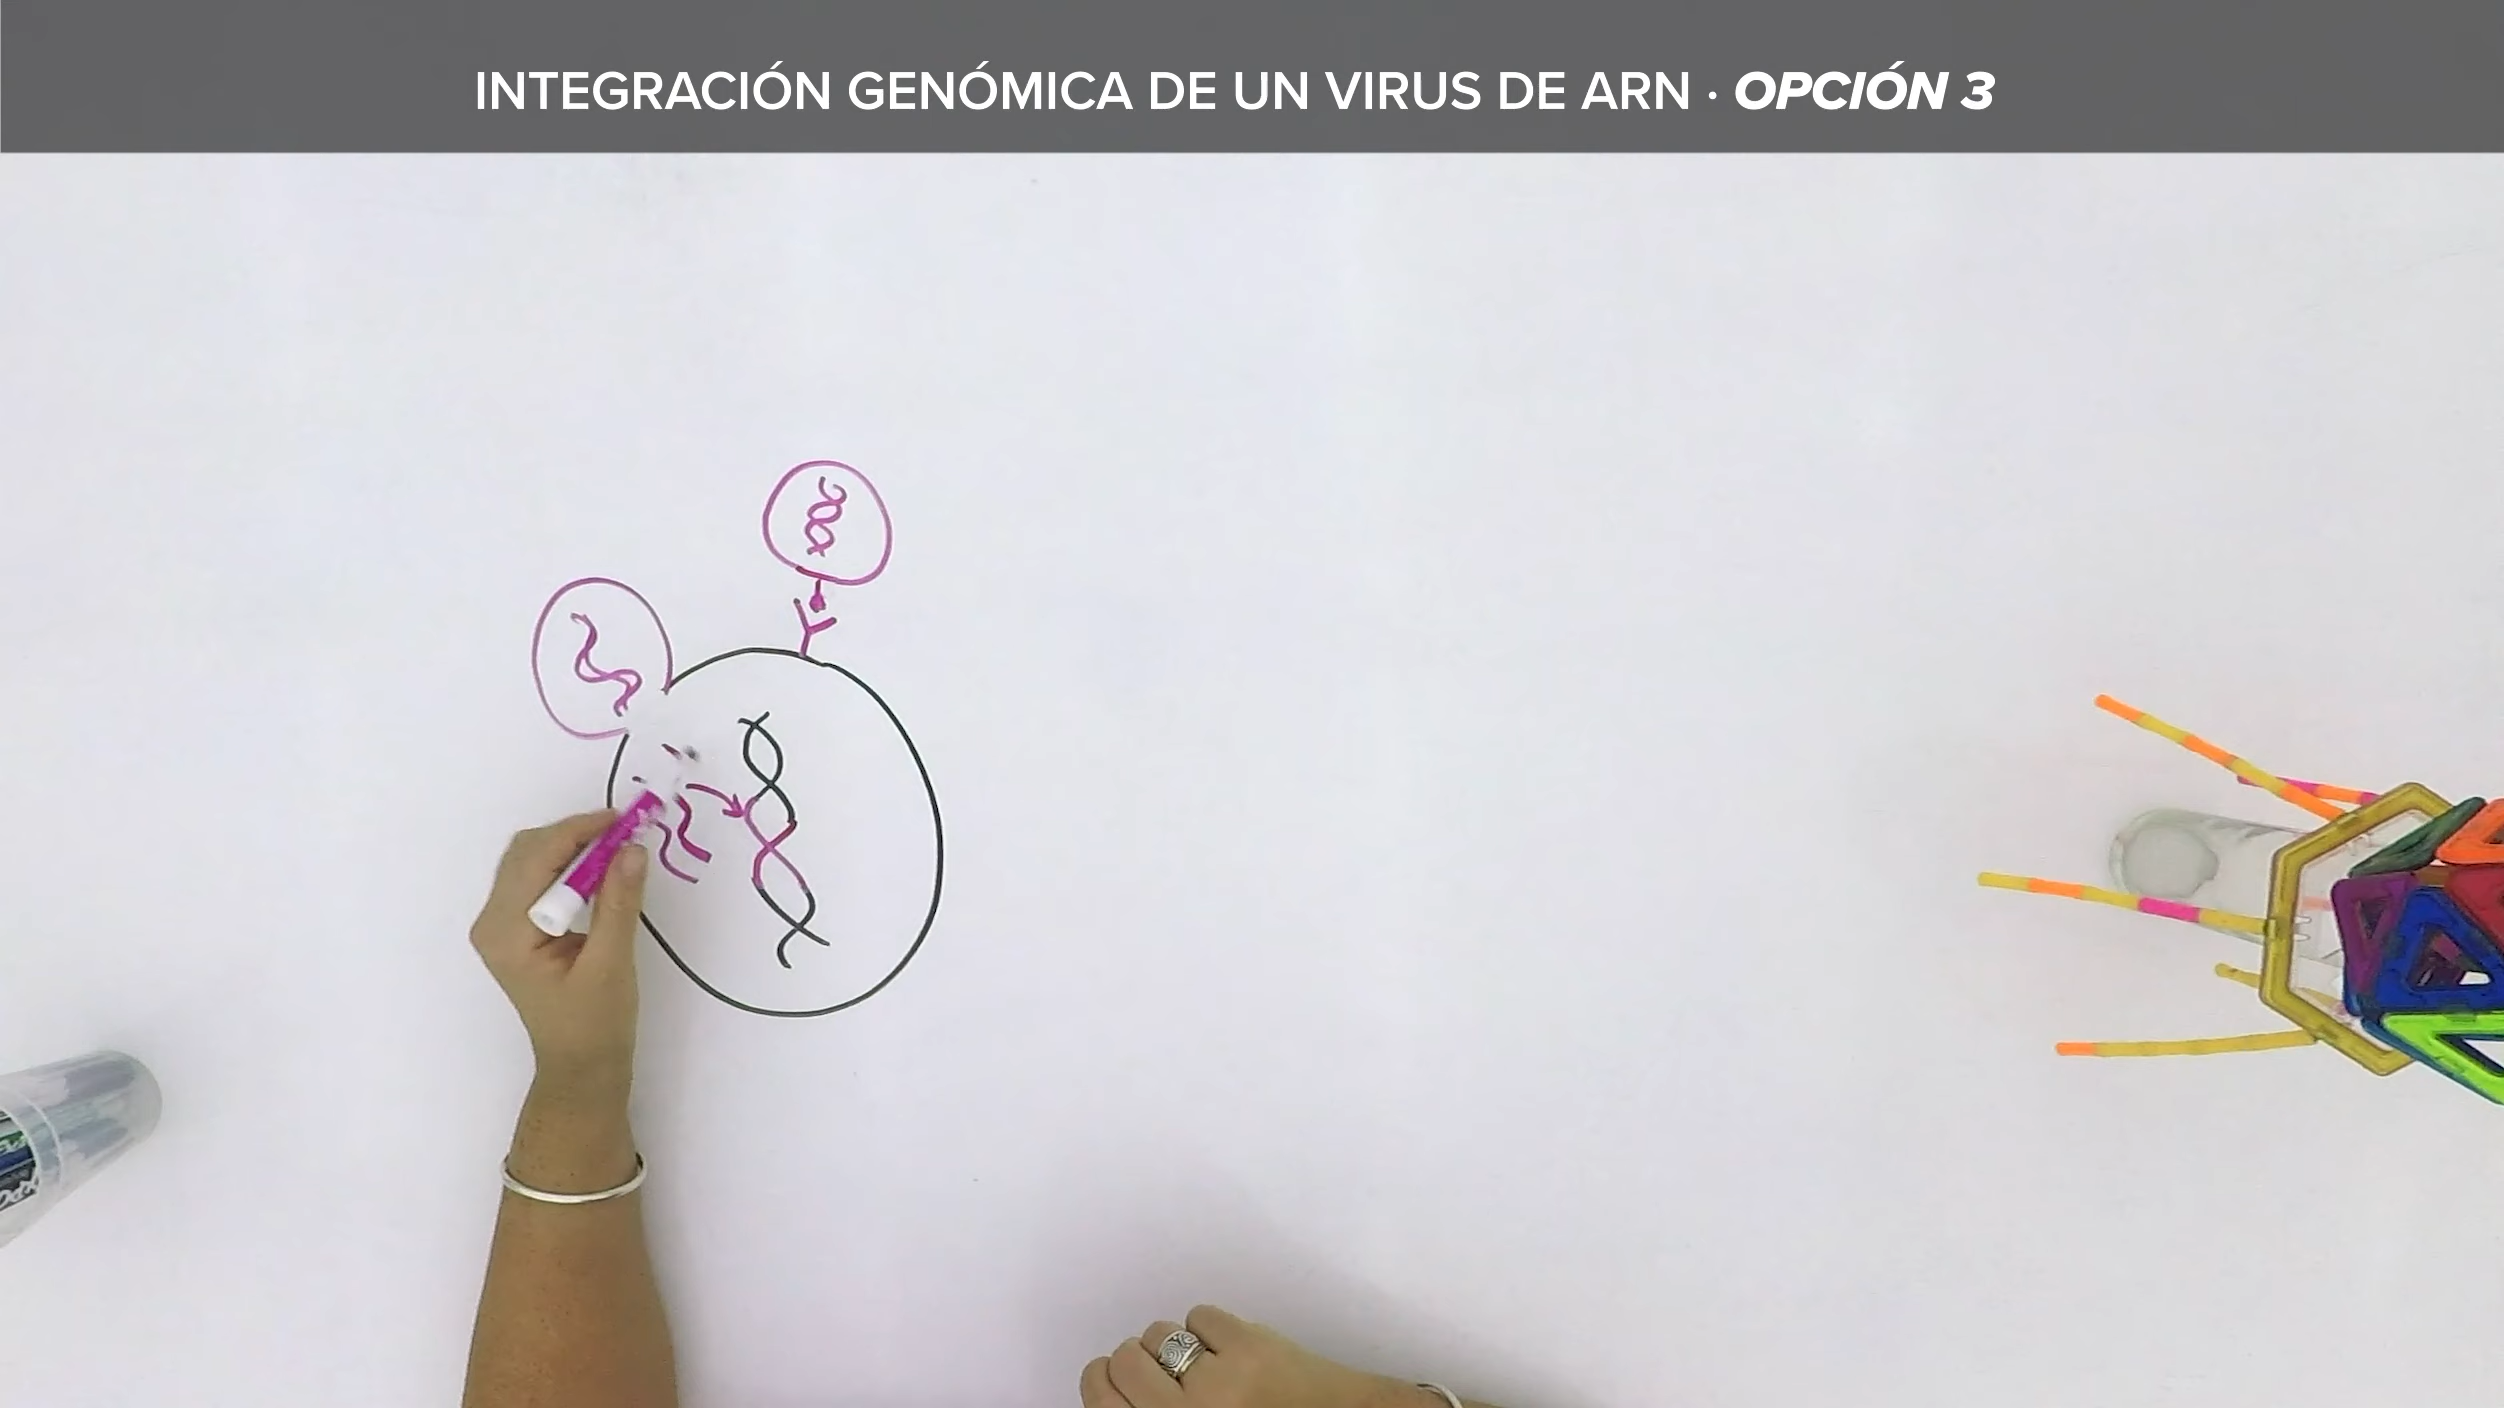 INTEGRACIÓN GENÓMICA DE UN VIRUS DE ARN · OPCIÓN 3